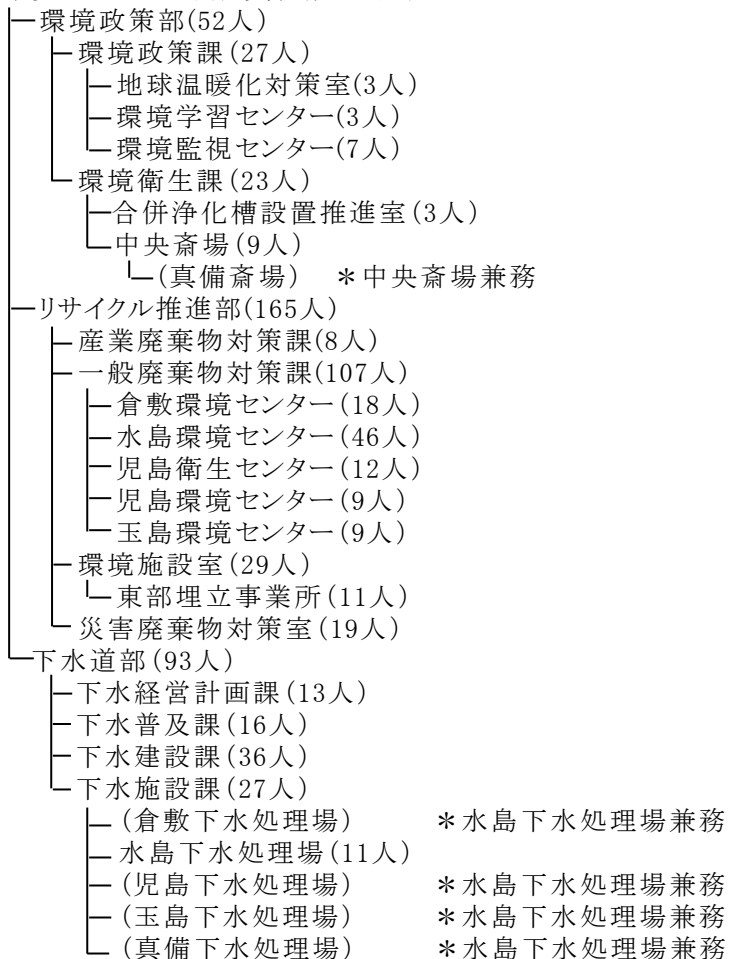 環境政策部(52人)
環境政策課(27人)
地球温暖化対策室(3人)
環境学習センター(3人)
環境監視センター(7人)
環境衛生課(23人)
合併浄化槽設置推進室(3人)
中央斎場(9人)
(真備斎場) ＊中央斎場兼務
リサイクル推進部(165人)
産業廃棄物対策課(8人)
一般廃棄物対策課(107人)
倉敷環境センター(18人)
水島環境センター(46人)
児島衛生センター(12人)
児島環境センター(9人)
玉島環境センター(9人)
環境施設室(29人)
東部埋立事業所(11人)
災害廃棄物対策室(19人)
下水道部(93人)
下水経営計画課(13人)
下水普及課(16人)
下水建設課(36人)
下水施設課(27人)
(倉敷下水処理場) ＊水島下水処理場兼務
水島下水処理場(11人)
(児島下水処理場) ＊水島下水処理場兼務
(玉島下水処理場) ＊水島下水処理場兼務
(真備下水処理場) ＊水島下水処理場兼務